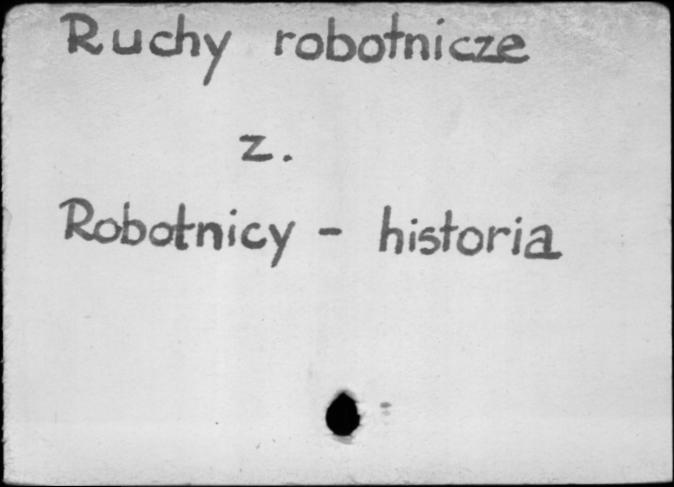 Ruchy robotnicze
z.
Robotnicy - historia